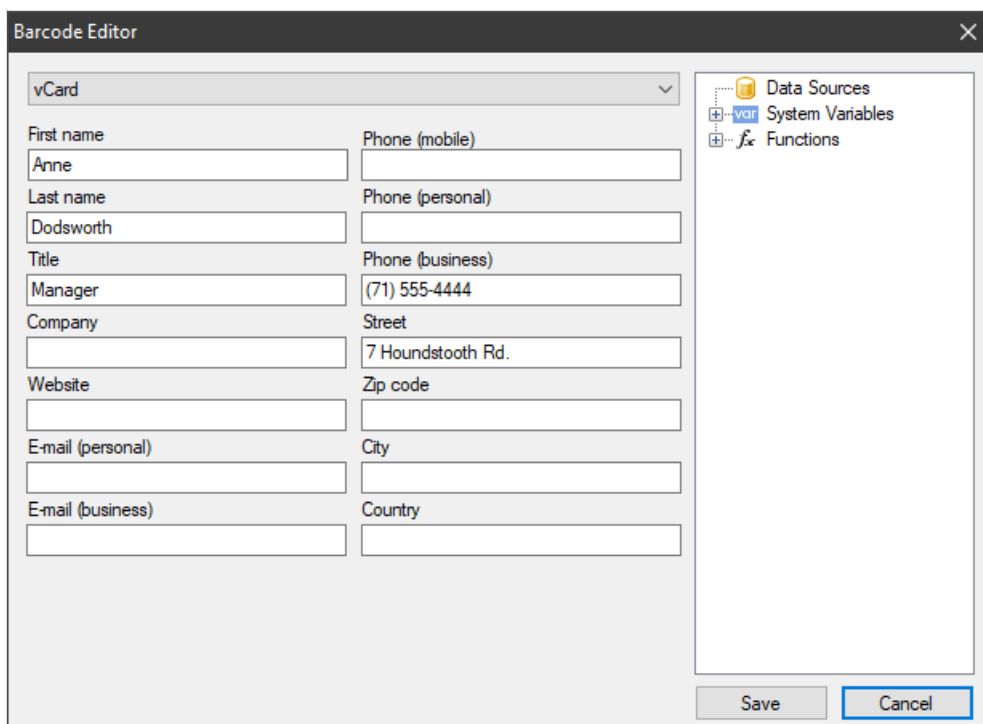 Barcode Editor
vCard
First name
Anne
Last name
Dodsworth
Title
Manager
Company
Website
E-mail (personal)
E-mail (business)
Phone (mobile)
Phone (personal)
Phone (business)
(71) 555-4444
Street
7 Houndstooth Rd.
Zip code
City
Country
Data Sources
var System Variables
fx Functions
Save
Cancel